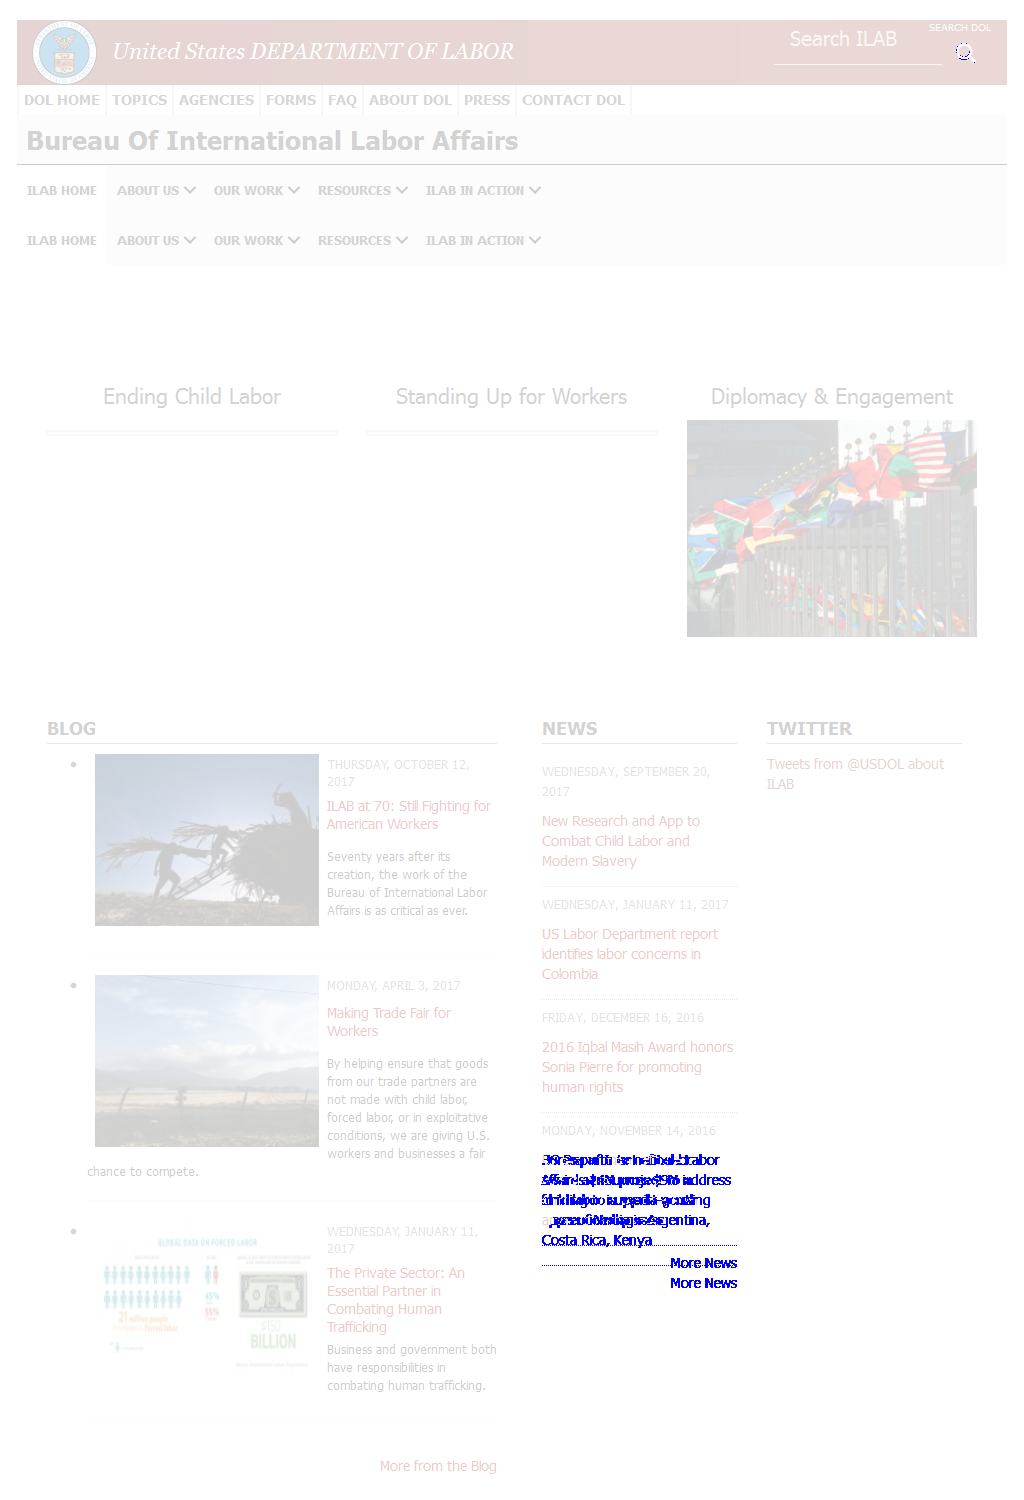 United States DEPARTMENT OF LABOR
Search ILAB
SEARCH DOL
DOL HOME TOPICS AGENCIES FORMS FAQ ABOUT DOL PRESS CONTACT DOL
Bureau Of International Labor Affairs
ILAB HOME ABOUT US OUR WORK RESOURCES ILAB IN ACTION
ILAB HOME ABOUT US OUR WORK RESOURCES ILAB IN ACTION
Ending Child Labor
Standing Up for Workers
Diplomacy & Engagement
BLOG
THURSDAY, OCTOBER 12,
2017
ILAB at 70: Still Fighting for
American Workers
Seventy years after its
creation, the work of the
Bureau of International Labor
Affairs is as critical as ever.
MONDAY, APRIL 3, 2017
Making Trade Fair for
Workers
By helping ensure that goods
from our trade partners are
not made with child labor,
forced labor, or in exploitative
conditions, we are giving U.S.
workers and businesses a fair
chance to compete.
GLOBAL DATA ON FORCED LABOR
21 million people
45%
55%
$150
BILLION
WEDNESDAY, JANUARY 11,
2017
The Private Sector: An
Essential Partner in
Combating Human
Trafficking
Business and government both
have responsibilities in
combating human trafficking.
More from the Blog
NEWS
WEDNESDAY, SEPTEMBER 20,
2017
New Research and App to
Combat Child Labor and
Modern Slavery
WEDNESDAY, JANUARY 11, 2017
US Labor Department report
identifies labor concerns in
Colombia
FRIDAY, DECEMBER 16, 2016
2016 Iqbal Masih Award honors
Sonia Pierre for promoting
human rights
MONDAY, NOVEMBER 14, 2016
Labor
address
Argentina,
Costa Rica, Kenya
More News
More News
TWITTER
Tweets from @USDOL about
ILAB